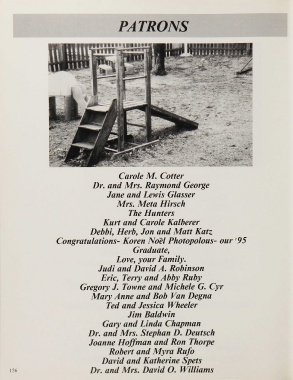 PATRONS
Carole M. Cotter
Dr. and Mrs. Raymond George
Jane and Lewis Glasser
Mrs. Meta Hirsch
The Hunters
Kurt and Carole Kalberer
Debbi, Herb, Jon and Matt Katz
Congratulations- Koren Noël Photopolous- our '95
Graduate,
Love, your Family.
Judi and David A. Robinson
Eric, Terry and Abby Ruby
Gregory J. Towne and Michele G. Cyr
Mary Anne and Bob Van Degna
Ted and Jessica Wheeler
Jim Baldwin
Gary and Linda Chapman
Dr. and Mrs. Stephan D. Deutsch
Joanne Hoffman and Ron Thorpe
Robert and Myra Rufo
David and Katherine Spets
Dr. and Mrs. David O. Williams
176